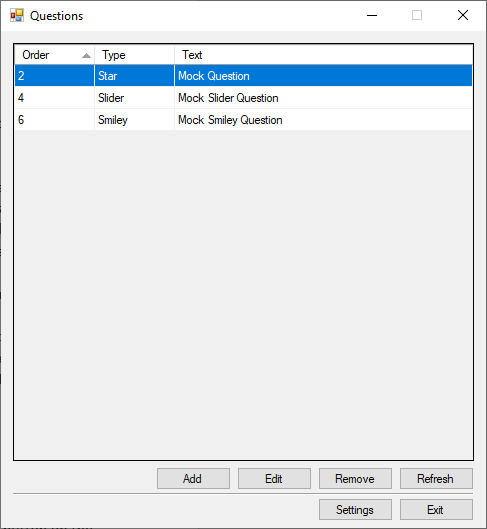 Questions
Order Type Text
2 Star Mock Question
4 Slider Mock Slider Question
6 Smiley Mock Smiley Question
Add Edit Remove Refresh
Settings Exit